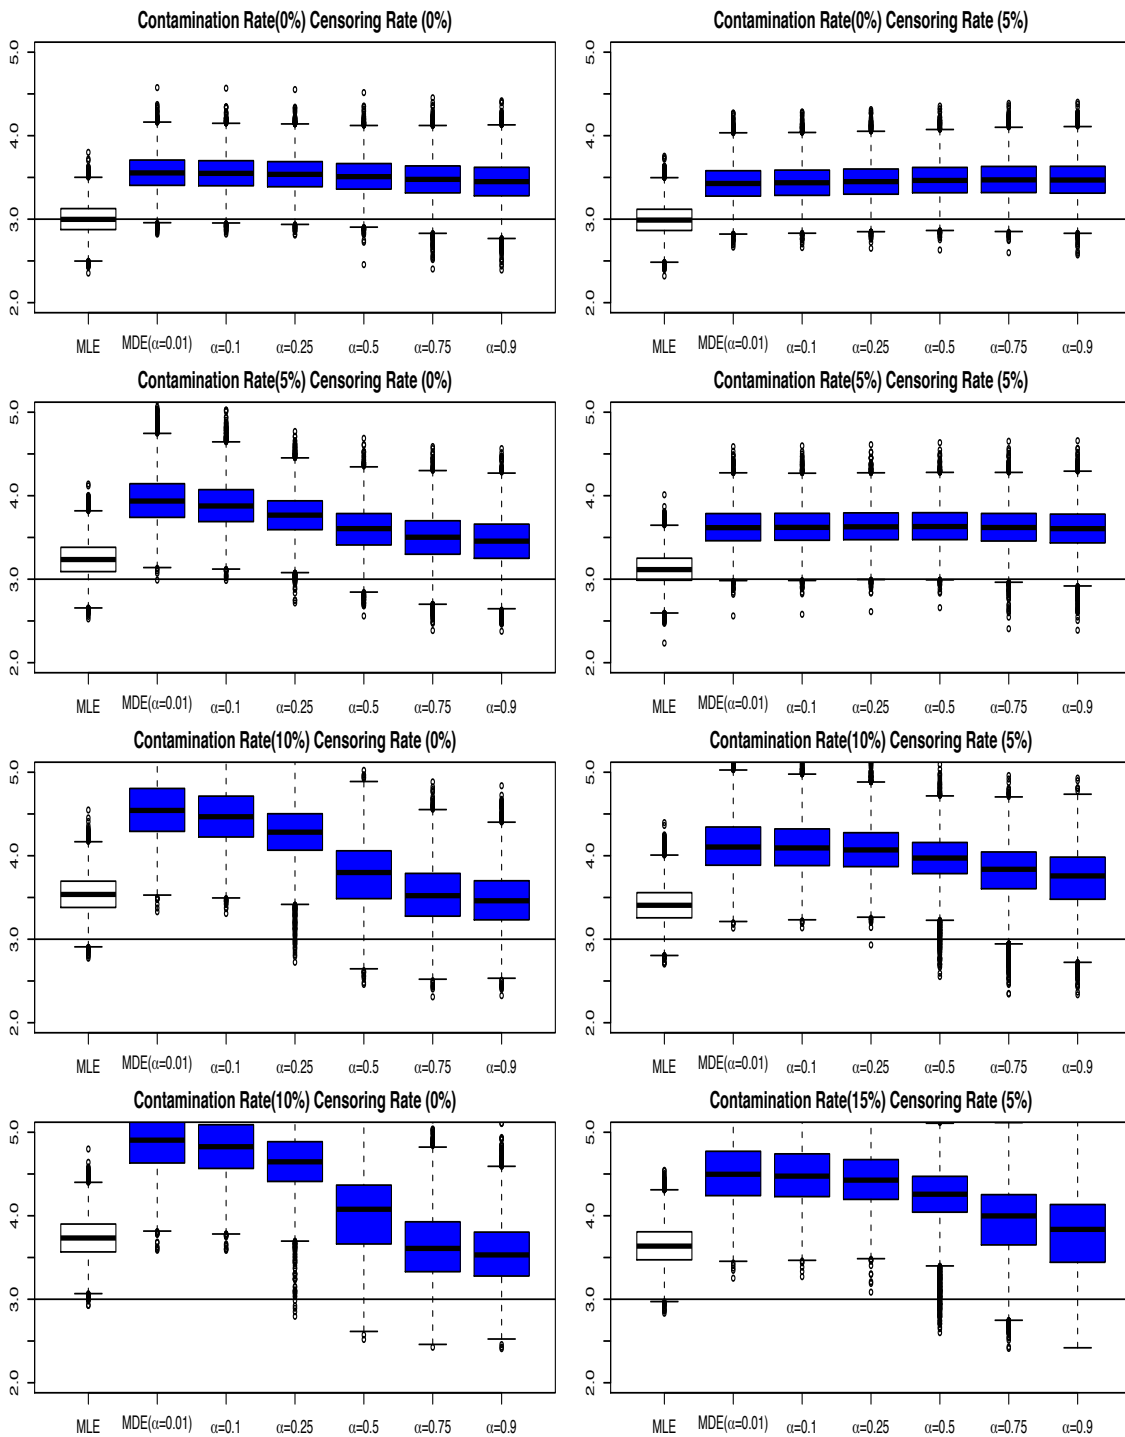 Contamination Rate(0%) Censoring Rate (0%)
5.0
4.0
3.0
2.0
MLE MDE(α=0.01) α=0.1 α=0.25 α=0.5 α=0.75 α=0.9
Contamination Rate(0%) Censoring Rate (5%)
5.0
4.0
3.0
2.0
MLE MDE(α=0.01) α=0.1 α=0.25 α=0.5 α=0.75 α=0.9
Contamination Rate(5%) Censoring Rate (0%)
5.0
4.0
3.0
2.0
MLE MDE(α=0.01) α=0.1 α=0.25 α=0.5 α=0.75 α=0.9
Contamination Rate(5%) Censoring Rate (5%)
5.0
4.0
3.0
2.0
MLE MDE(α=0.01) α=0.1 α=0.25 α=0.5 α=0.75 α=0.9
Contamination Rate(10%) Censoring Rate (0%)
5.0
4.0
3.0
2.0
MLE MDE(α=0.01) α=0.1 α=0.25 α=0.5 α=0.75 α=0.9
Contamination Rate(10%) Censoring Rate (5%)
5.0
4.0
3.0
2.0
MLE MDE(α=0.01) α=0.1 α=0.25 α=0.5 α=0.75 α=0.9
Contamination Rate(10%) Censoring Rate (0%)
5.0
4.0
3.0
2.0
MLE MDE(α=0.01) α=0.1 α=0.25 α=0.5 α=0.75 α=0.9
Contamination Rate(15%) Censoring Rate (5%)
5.0
4.0
3.0
2.0
MLE MDE(α=0.01) α=0.1 α=0.25 α=0.5 α=0.75 α=0.9